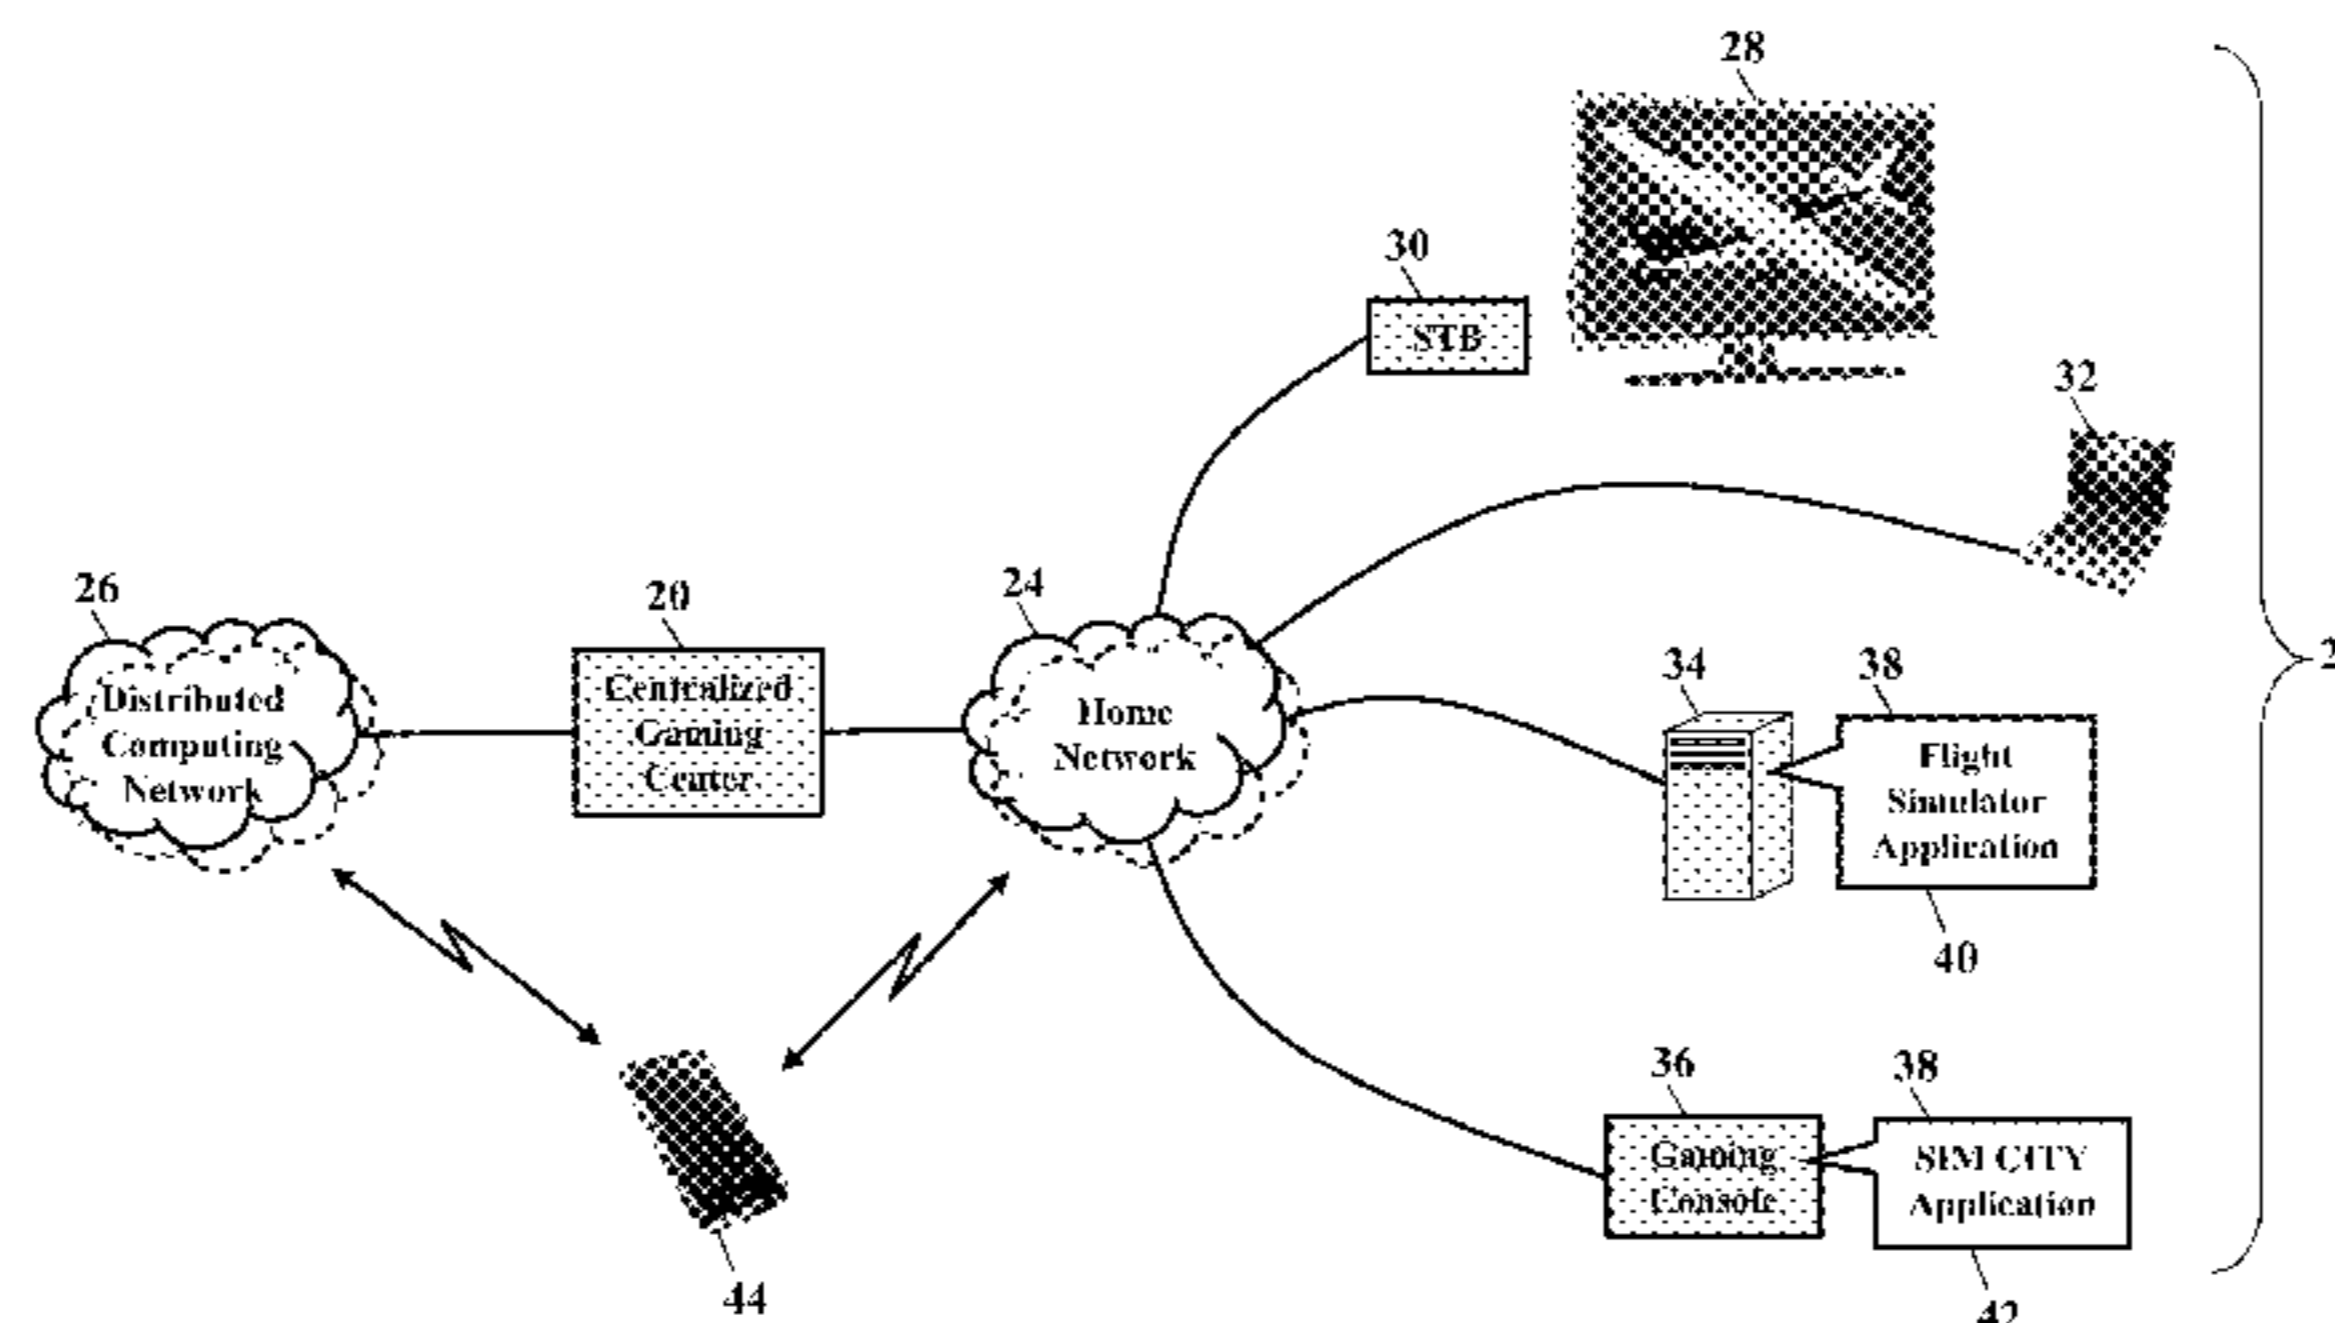 28
30
STB
32
26
Distributed
Computing
Network
20
Centralized
Gaming
Center
24
Home
Network
34
38
Flight
Simulator
Application
40
36
Gaming
Console
38
SIM CITY
Application
42
44